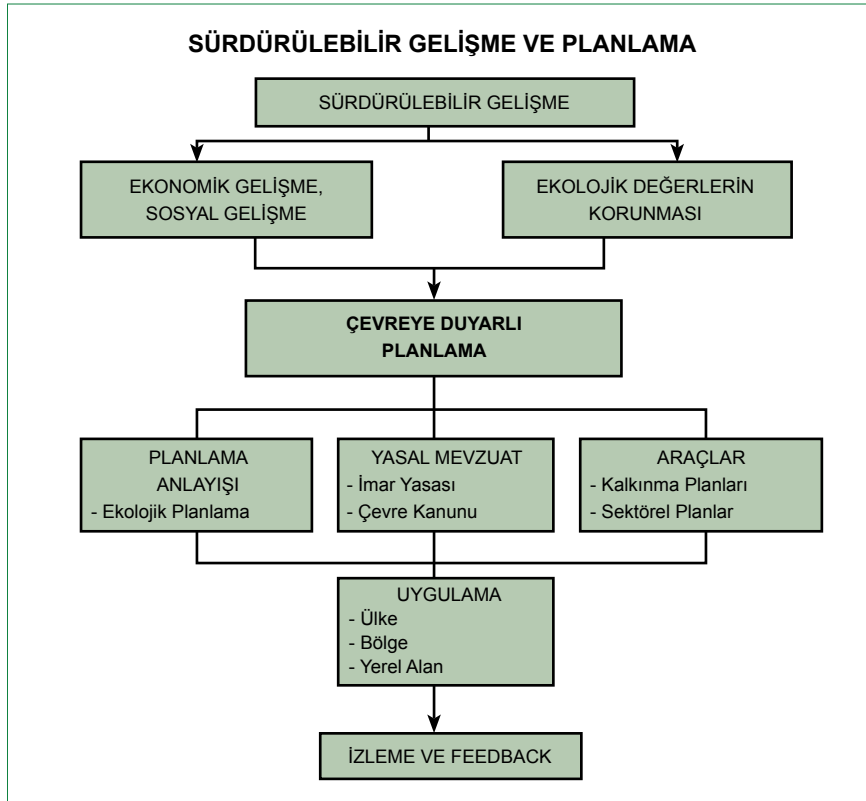 SÜRDÜRÜLEBİLİR GELİŞME VE PLANLAMA
SÜRDÜRÜLEBİLİR GELİŞME
EKONOMİK GELİŞME,
SOSYAL GELİŞME
EKOLOJİK DEĞERLERİN
KORUNMASI
ÇEVREYE DUYARLI
PLANLAMA
PLANLAMA
ANLAYIŞI
- Ekolojik Planlama
YASAL MEVZUAT
- İmar Yasası
- Çevre Kanunu
ARAÇLAR
- Kalkınma Planları
- Sektörel Planlar
UYGULAMA
- Ülke
- Bölge
- Yerel Alan
İZLEME VE FEEDBACK